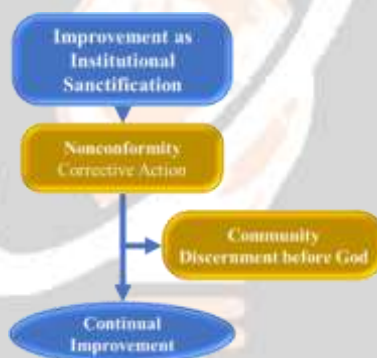 Improvement as
Institutional
Sanctification
Nonconformity
Corrective Action
Community
Discernment before God
Continual
Improvement